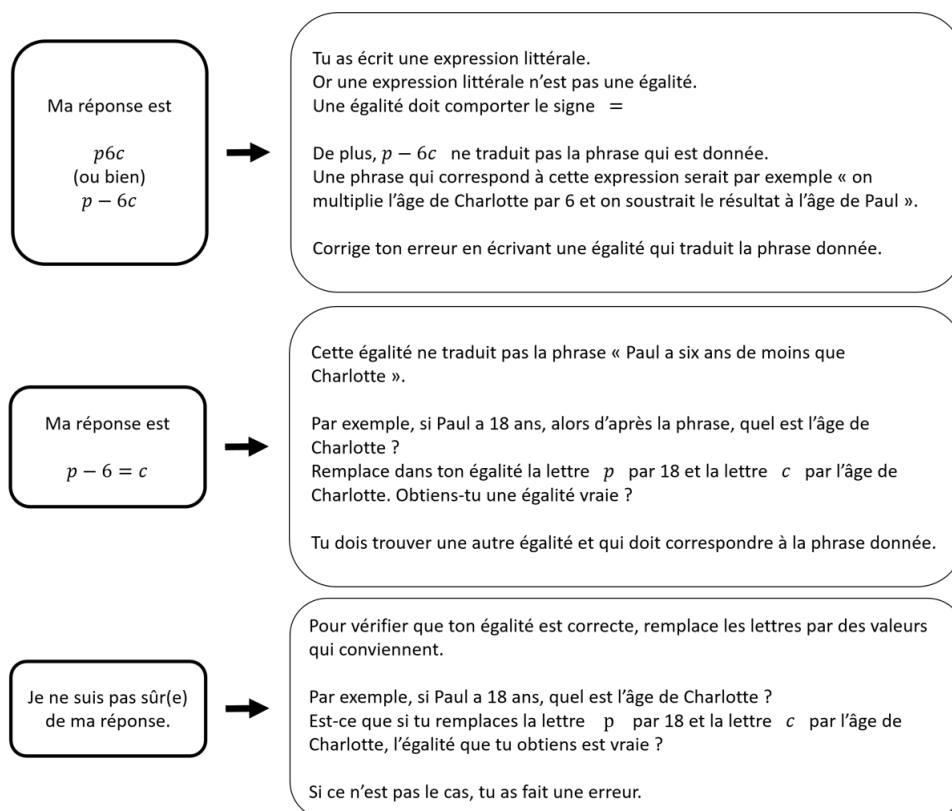 Ma réponse est
p6c
(ou bien)
p − 6c
Tu as écrit une expression littérale.
Or une expression littérale n’est pas une égalité.
Une égalité doit comporter le signe =
De plus, p − 6c ne traduit pas la phrase qui est donnée.
Une phrase qui correspond à cette expression serait par exemple « on
multiplie l’âge de Charlotte par 6 et on soustrait le résultat à l’âge de Paul ».
Corrige ton erreur en écrivant une égalité qui traduit la phrase donnée.
Ma réponse est
p − 6 = c
Cette égalité ne traduit pas la phrase « Paul a six ans de moins que
Charlotte ».
Par exemple, si Paul a 18 ans, alors d’après la phrase, quel est l’âge de
Charlotte ?
Remplace dans ton égalité la lettre p par 18 et la lettre c par l’âge de
Charlotte. Obtiens-tu une égalité vraie ?
Tu dois trouver une autre égalité et qui doit correspondre à la phrase donnée.
Je ne suis pas sûr(e)
de ma réponse.
Pour vérifier que ton égalité est correcte, remplace les lettres par des valeurs
qui conviennent.
Par exemple, si Paul a 18 ans, quel est l’âge de Charlotte ?
Est-ce que si tu remplaces la lettre p par 18 et la lettre c par l’âge de
Charlotte, l’égalité que tu obtiens est vraie ?
Si ce n’est pas le cas, tu as fait une erreur.